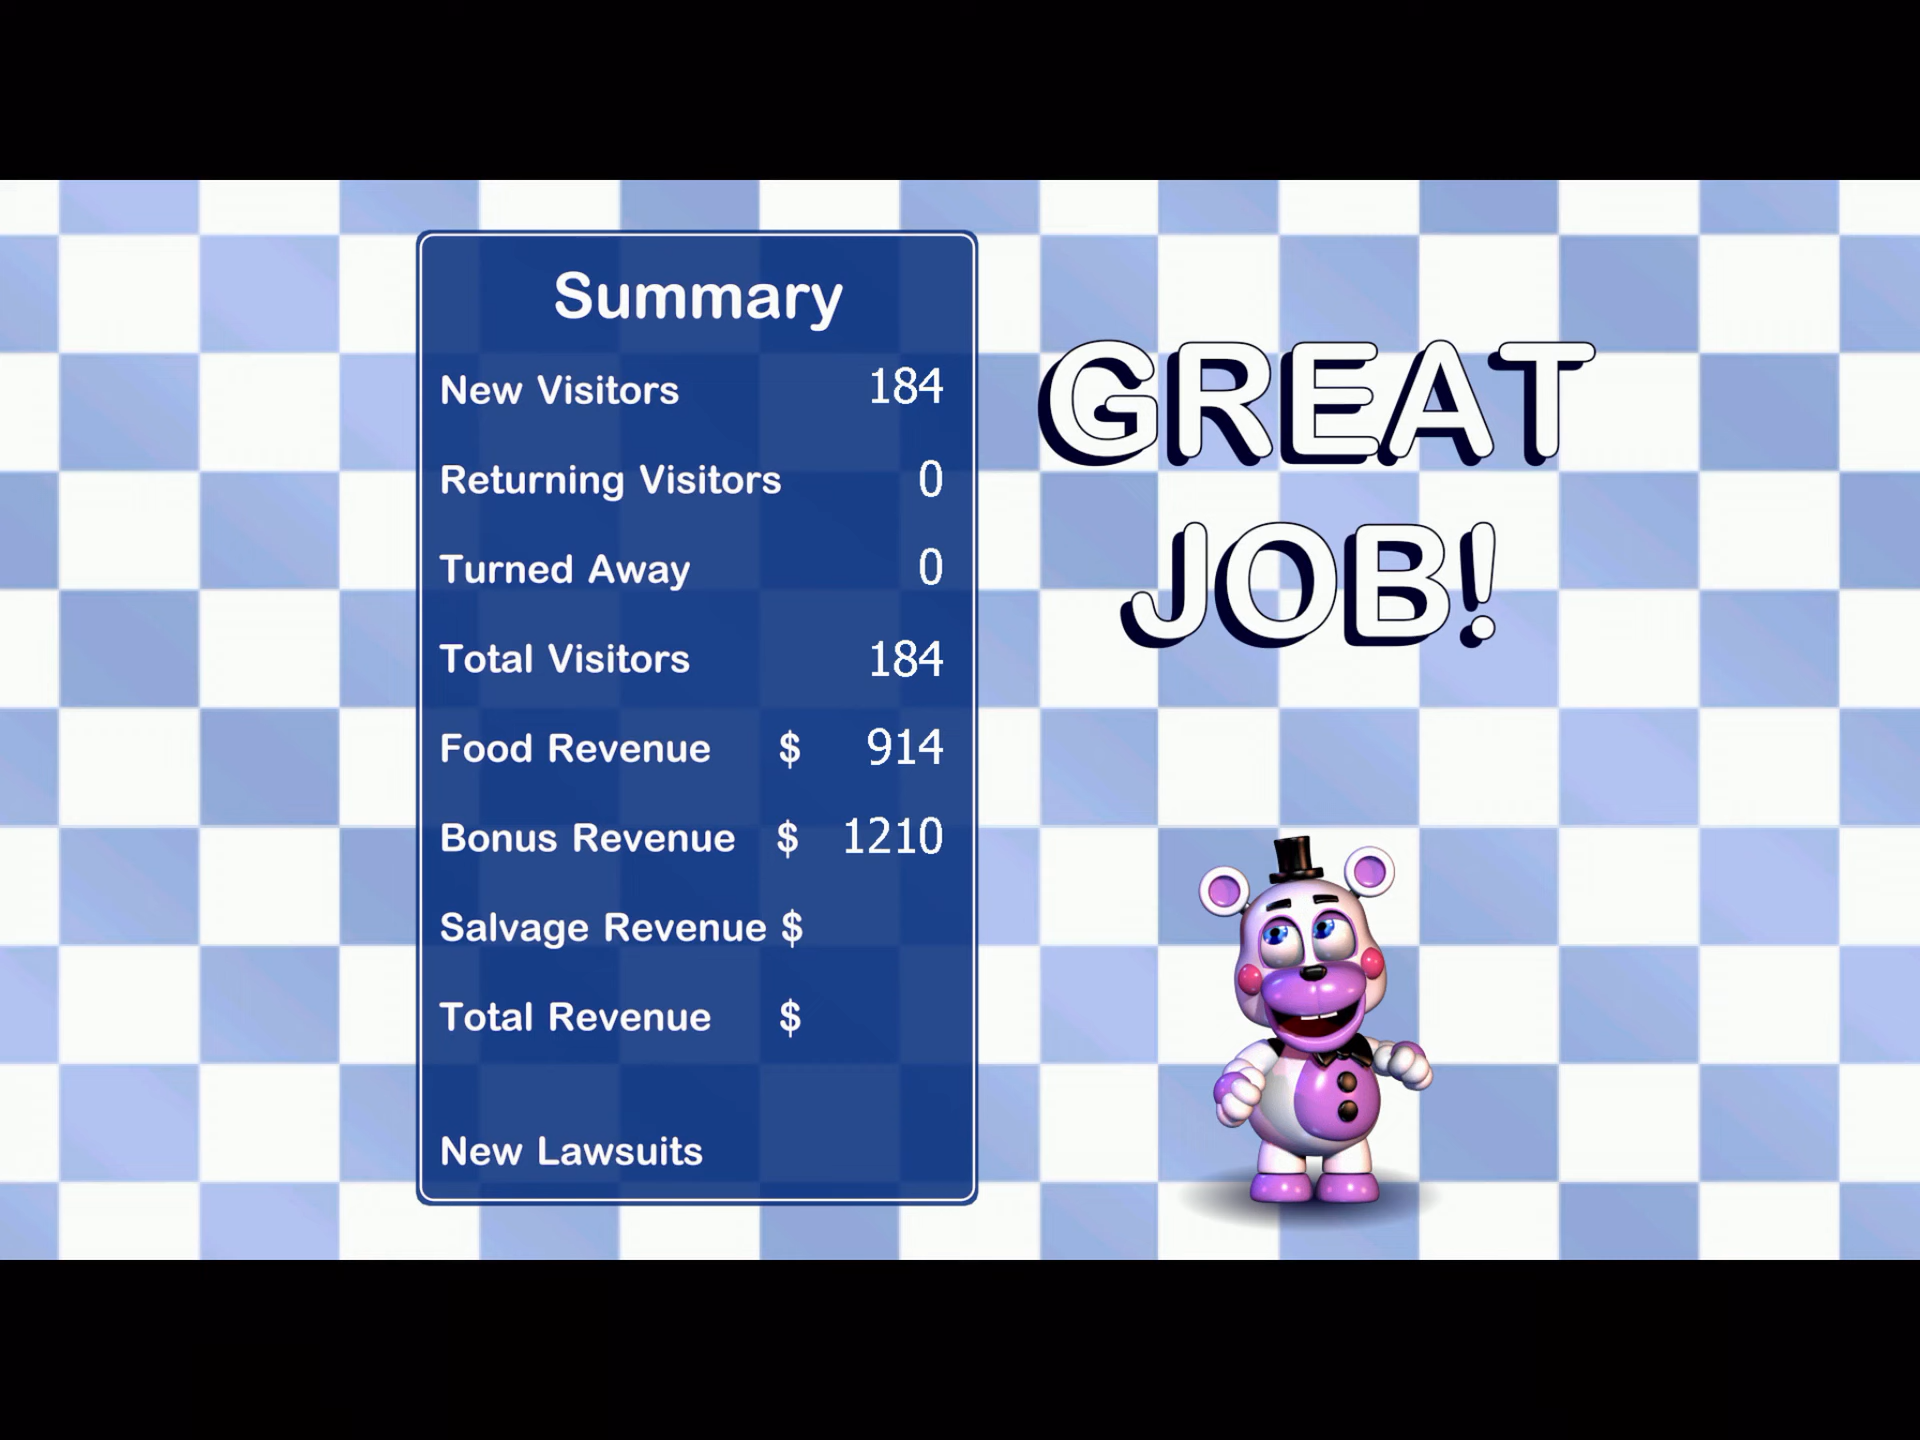 Summary
New Visitors 184
Returning Visitors 0
Turned Away 0
Total Visitors 184
Food Revenue $ 914
Bonus Revenue $ 1210
Salvage Revenue $
Total Revenue $
New Lawsuits
GREAT
JOB!